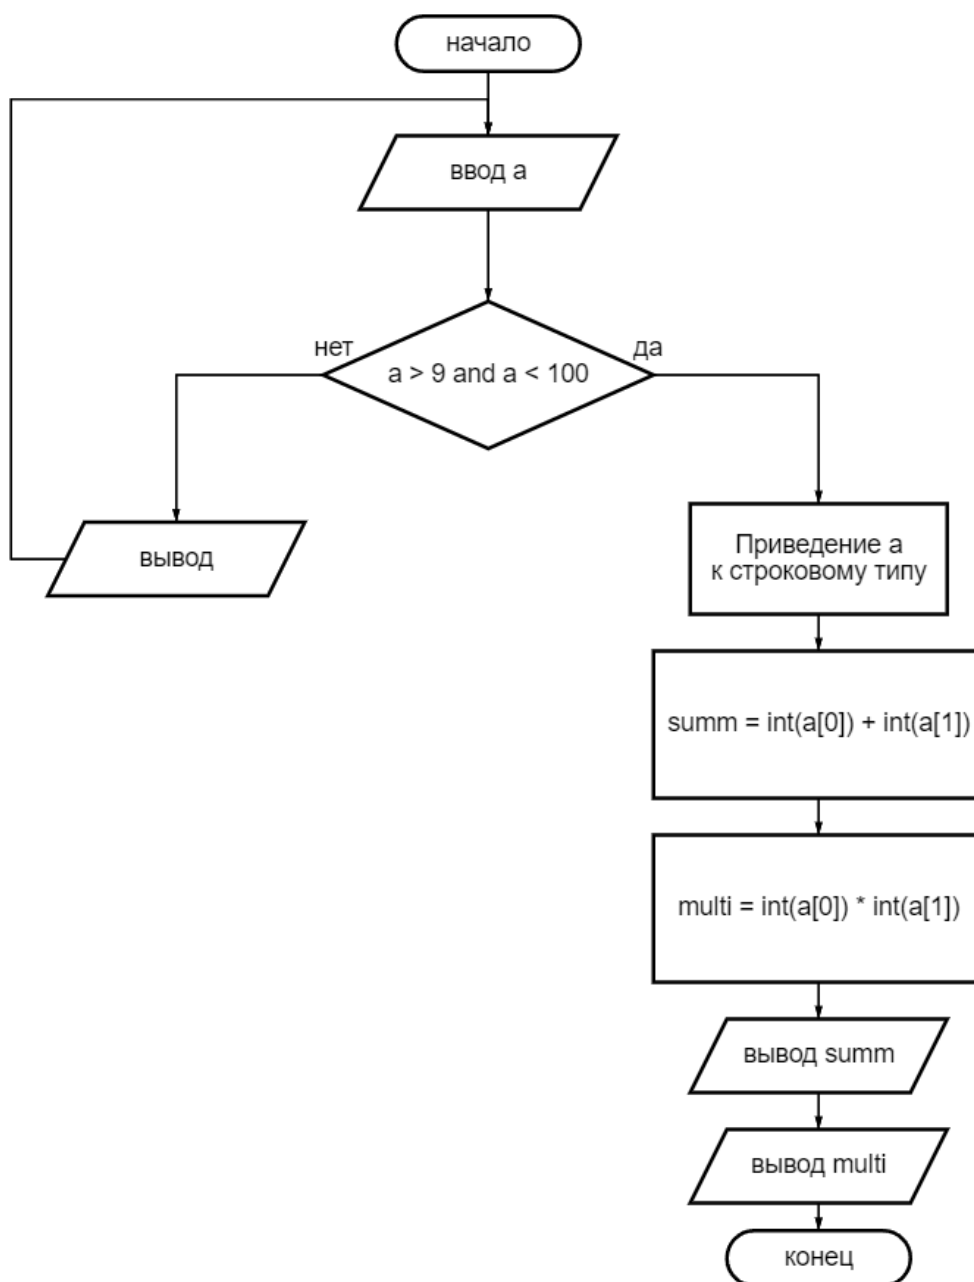 начало
ввод a
нет
да
a > 9 and a < 100
вывод
Приведение a
к строковому типу
summ = int(a[0]) + int(a[1])
multi = int(a[0]) * int(a[1])
вывод summ
вывод multi
конец